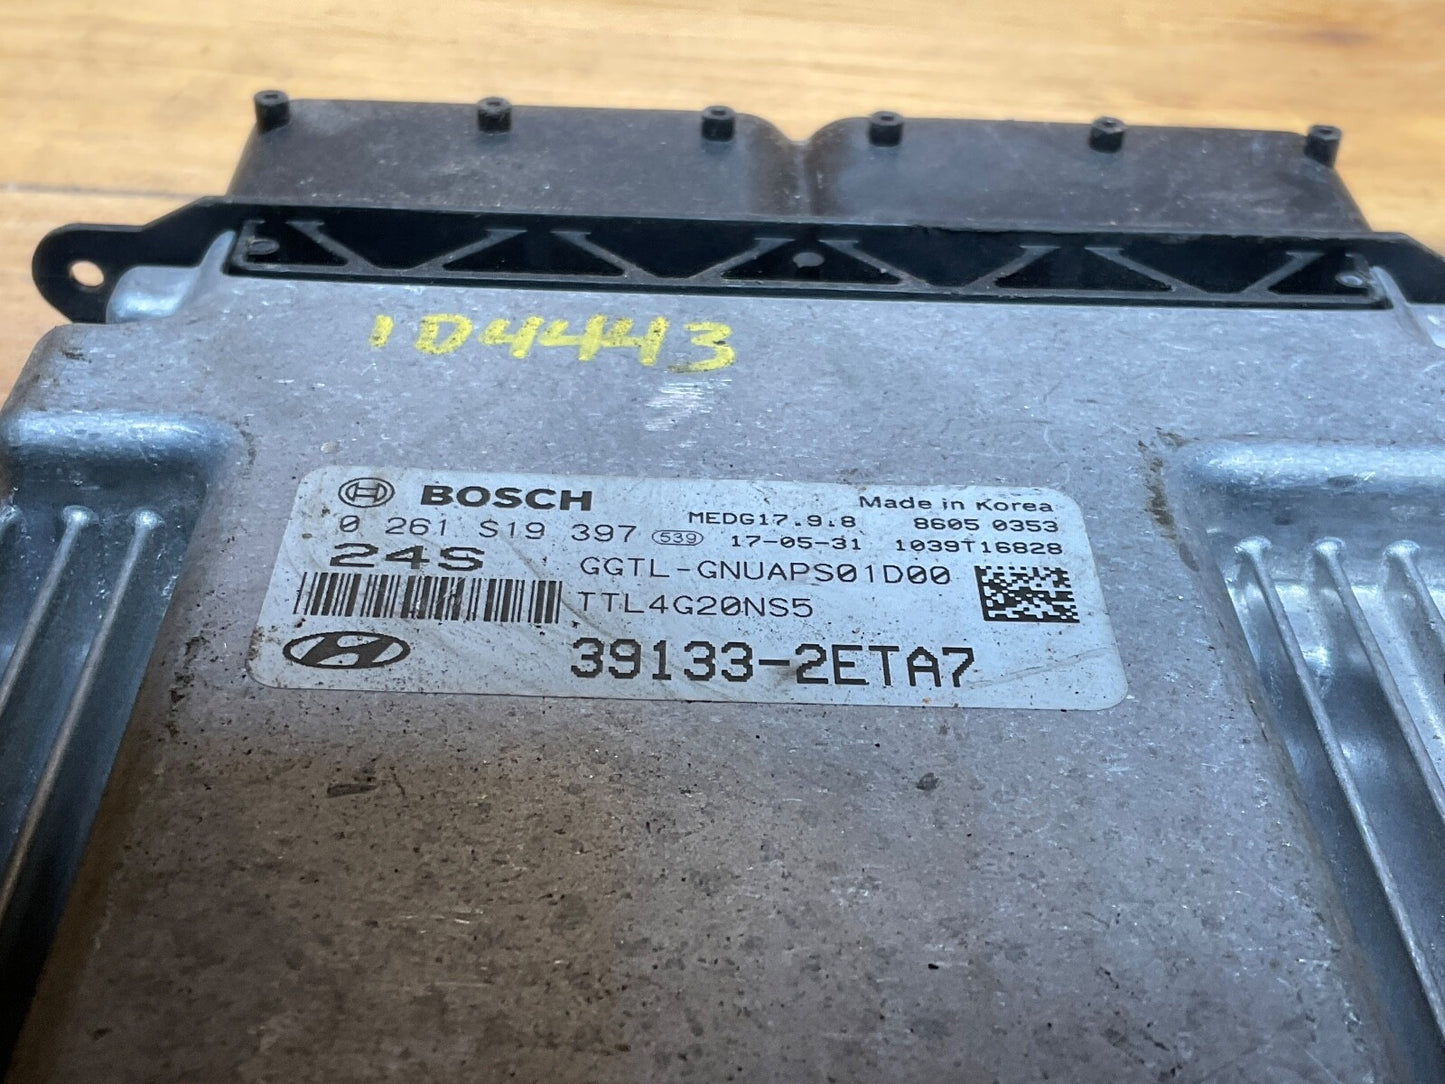 1D4443
BOSCH Made in Korea
0 261 S19 397 539 MEDG17.9.8 8605 0353
17-05-31 1039T16828
24S GGTL-GNUAPS01D00
TTL4G20NS5
39133-2ETA7